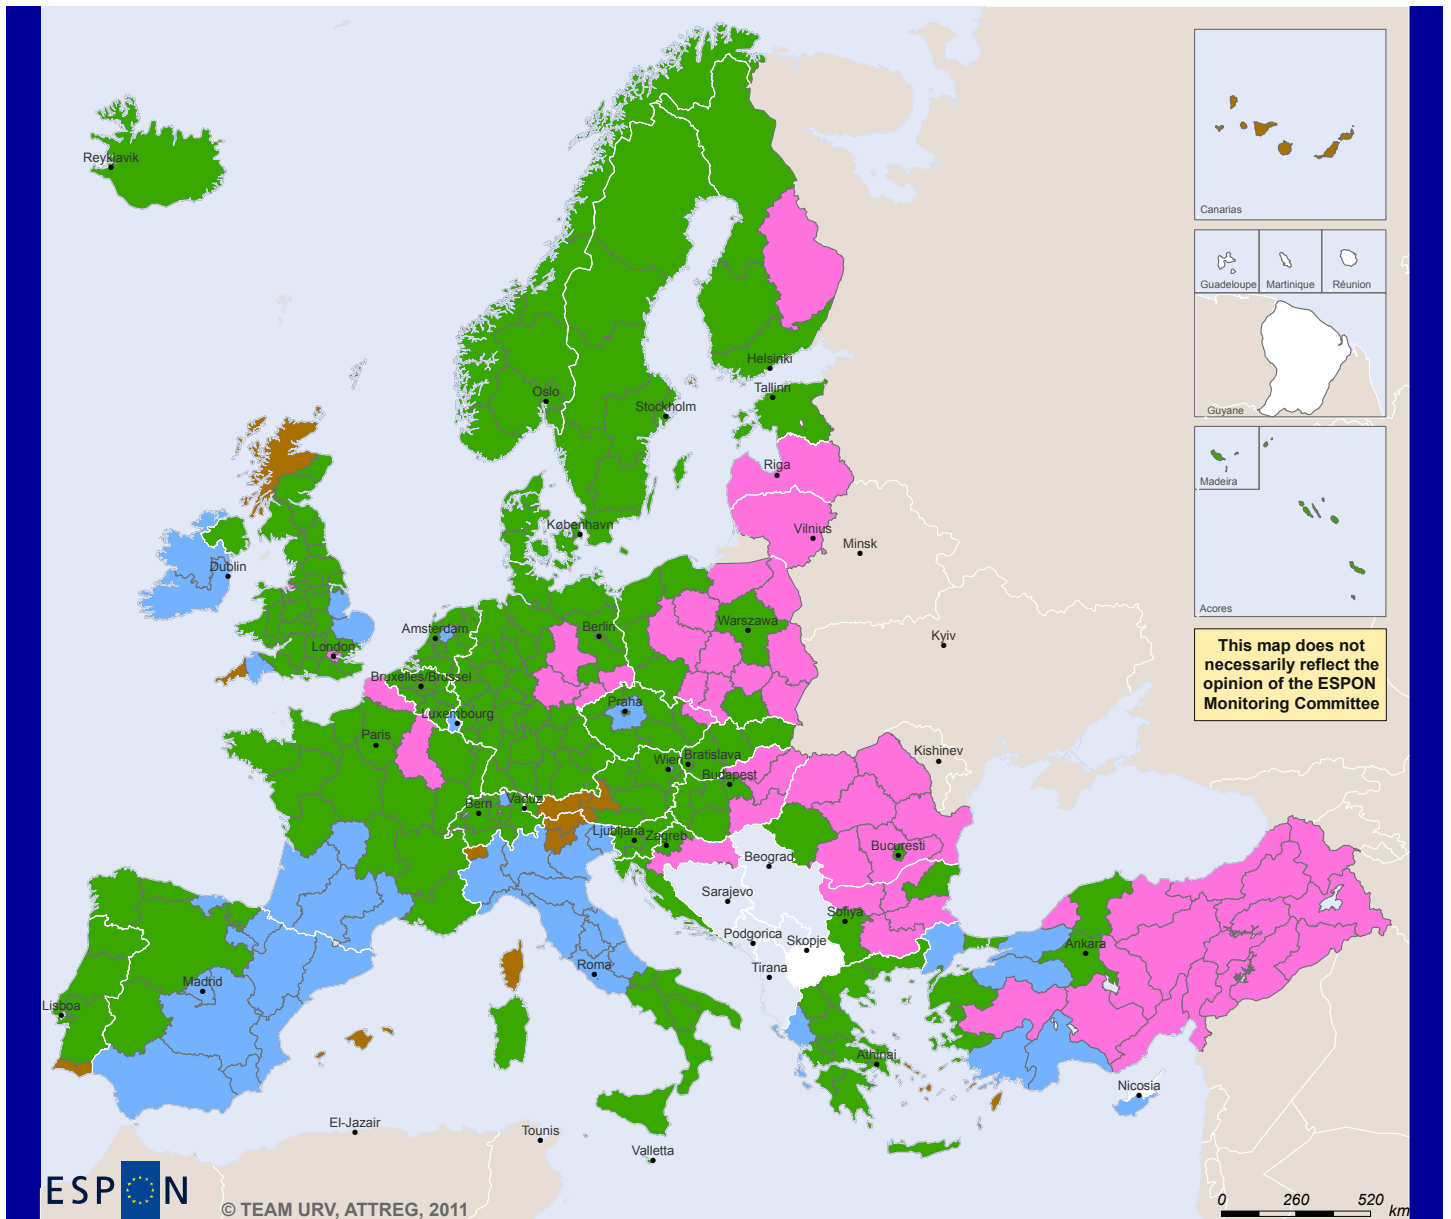 Reykjavik
Canarias
Guadeloupe
Martinique
Réunion
Guyane
Madeira
Acores
This map does not
necessarily reflect the
opinion of the ESPON
Monitoring Committee
Helsinki
Tallinn
Oslo
Stockholm
Riga
København
Vilnius
Minsk
Dublin
Amsterdam
Berlin
Warszawa
Kyiv
London
Bruxelles/Brussel
Luxembourg
Praha
Paris
Kishinev
Wien
Bratislava
Budapest
Bern
Vaduz
Ljubljana
Zagreb
Bucuresti
Beograd
Sarajevo
Sofiya
Podgorica
Skopje
Ankara
Tirana
Roma
Madrid
Lisboa
Athinai
Nicosia
El-Jazair
Tounis
Valletta
ESPON
© TEAM URV, ATTREG, 2011
0 260 520
km